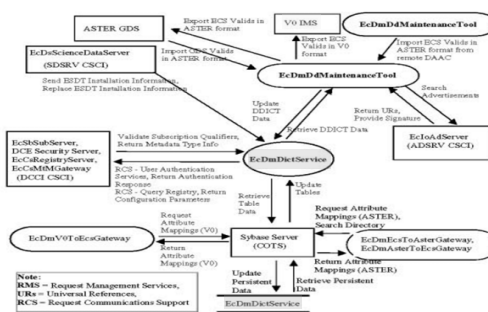 Export ECS Valids in
ASTER format
ASTER GDS
V0 IMS
EcDmDdMaintenanceTool
EcDsScienceDataServer
(SDSRV CSCI)
Import GDS Valids in
ASTER format
Export ECS
Valids in V0
format
Import ECS Valids in
ASTER format from
remote DAAC
EcDmDdMaintenanceTool
Send ESDT Installation Information,
Replace ESDT Installation Information
Search
Advertisements
Update
DDICT
Data
Return URs,
Provide Signature
Retrieve DDICT Data
EcIoAdServer
(ADSRV CSCI)
EcSbSubServer,
DCE Security Server,
EcCsRegistryServer,
EcCsMtMGateway
(DCCI CSCI)
Validate Subscription Qualifiers,
Return Metadata Type Info
EcDmDictService
RCS - User Authentication
Services, Return Authentication
Response
RCS - Query Registry, Return
Configuration Parameters
Retrieve
Table
Data
Update
Tables
Request
Attribute
Mappings (V0)
Request Attribute
Mappings (ASTER),
Search Directory
EcDmV0ToEcsGateway
Sybase Server
(COTS)
EcDmEcsToAsterGateway,
EcDmAsterToEcsGateway
Return
Attribute
Mappings (V0)
Return Attribute
Mappings (ASTER)
Update
Persistent
Data
Retrieve Persistent
Data
Note:
RMS = Request Management Services,
URs = Universal References,
RCS = Request Communications Support
EcDmDictService